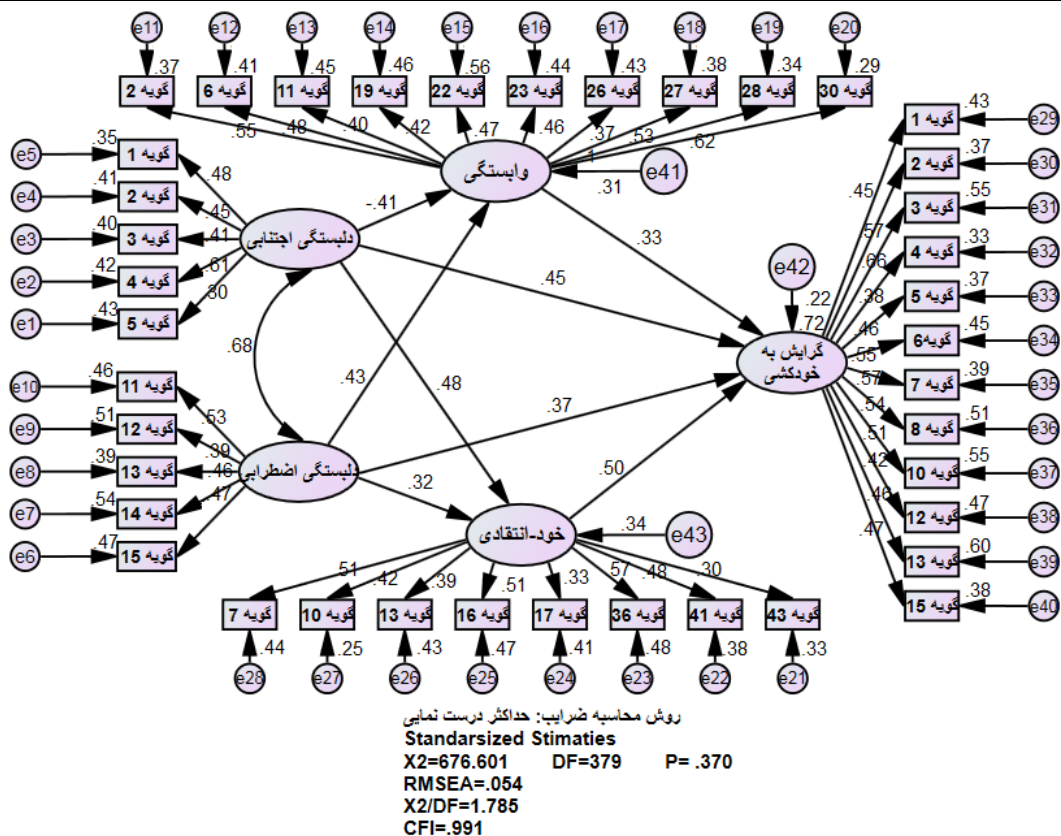 e11 e12 e13 e14 e15 e16 e17 e18 e19 e20
.37 .41 .45 .46 .56 .44 .43 .38 .34 .29
گویه 2 گویه 6 گویه 11 گویه 19 گویه 22 گویه 23 گویه 26 گویه 27 گویه 28 گویه 30
.55 .48 .40 .42 .47 .46 .37 .53 1 .62
وابستگی
.31 e41
e5 .35 گویه 1 .48
e4 .41 گویه 2 .45
e3 .40 گویه 3 .41
e2 .42 گویه 4 .61
e1 .43 گویه 5 .30
دلبستگی اجتنابی
-.41
.33
.45
.68
.43
.48
.37
.32
.50
e10 .46 گویه 11 .53
e9 .51 گویه 12 .39
e8 .39 گویه 13 .46
e7 .54 گویه 14 .47
e6 .47 گویه 15
دلبستگی اضطرابی
e42
.22
.72
گرایش به
خودکشی
.45 گویه 1 .43 e29
.57 گویه 2 .37 e30
.66 گویه 3 .55 e31
.38 گویه 4 .33 e32
.46 گویه 5 .37 e33
.55 گویه6 .45 e34
.57 گویه 7 .39 e35
.54 گویه 8 .51 e36
.51 گویه 10 .55 e37
.42 گویه 12 .47 e38
.46 گویه 13 .60 e39
.47 گویه 15 .38 e40
خود-انتقادی
.34 e43
.51 .42 .39 .51 .33 .57 .48 .30
گویه 7 گویه 10 گویه 13 گویه 16 گویه 17 گویه 36 گویه 41 گویه 43
.44 .25 .43 .47 .41 .48 .38 .33
e28 e27 e26 e25 e24 e23 e22 e21
روش محاسبه ضرایب: حداکثر درست نمایی
Standarsized Stimaties
X2=676.601 DF=379 P= .370
RMSEA=.054
X2/DF=1.785
CFI=.991